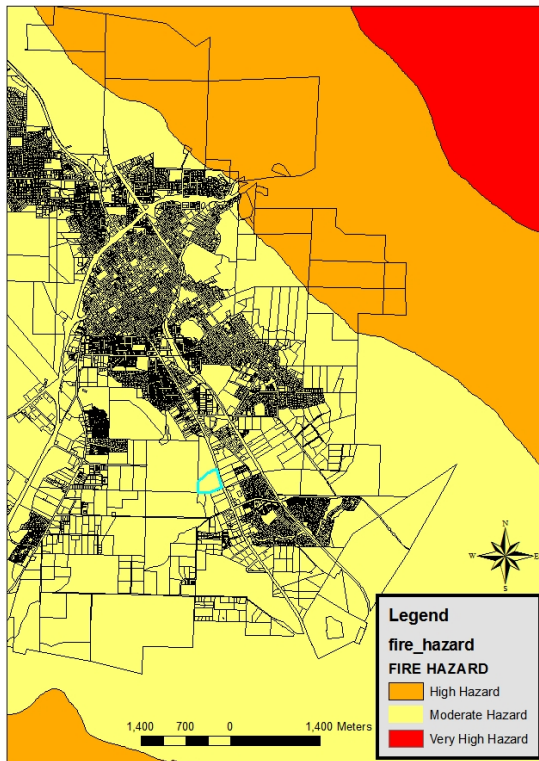 N
W E
S
Legend
fire_hazard
FIRE HAZARD
High Hazard
Moderate Hazard
Very High Hazard
1,400 700 0 1,400 Meters